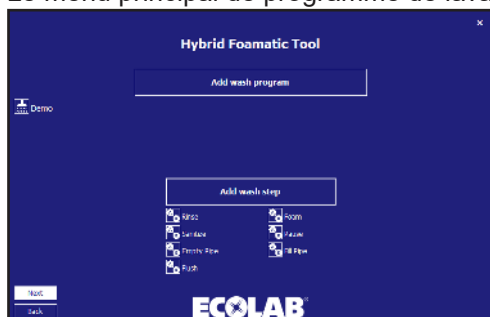 Le menu principal de programme de lava
×
Hybrid Foamatic Tool
Add wash program
Demo
Add wash step
Rinse Foam
Sanitize Pause
Empty Pipe Fill Pipe
Flush
Next
Back
ECOLAB®